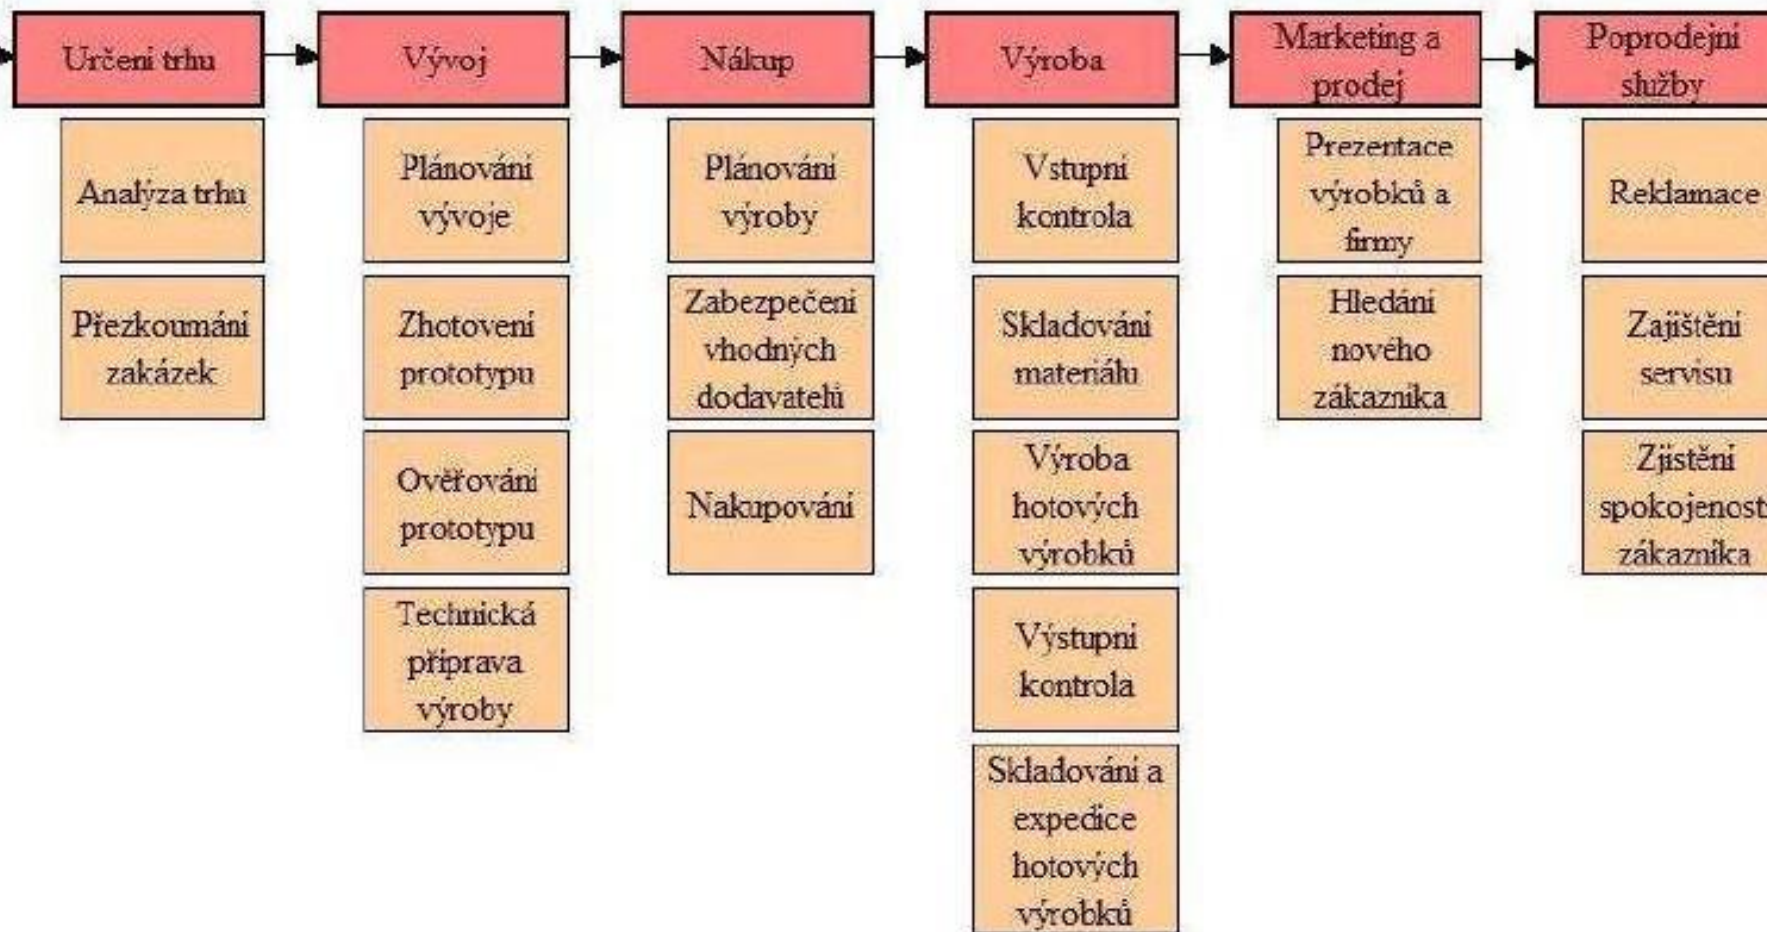 Určení trhu
Vývoj
Nákup
Výroba
Marketing a
prodej
Poprodejní
služby
Analýza trhu
Přezkoumání
zakázek
Plánování
vývoje
Zhotovení
prototypu
Ověřování
prototypu
Technická
příprava
výroby
Plánování
výroby
Zabezpečení
vhodných
dodavatelů
Nakupování
Vstupní
kontrola
Skladování
materiálu
Výroba
hotových
výrobků
Výstupní
kontrola
Skladování a
expedice
hotových
výrobků
Prezentace
výrobků a
firmy
Hledání
nového
zákazníka
Reklamace
Zajištění
servisu
Zjistění
spokojenosti
zákazníka